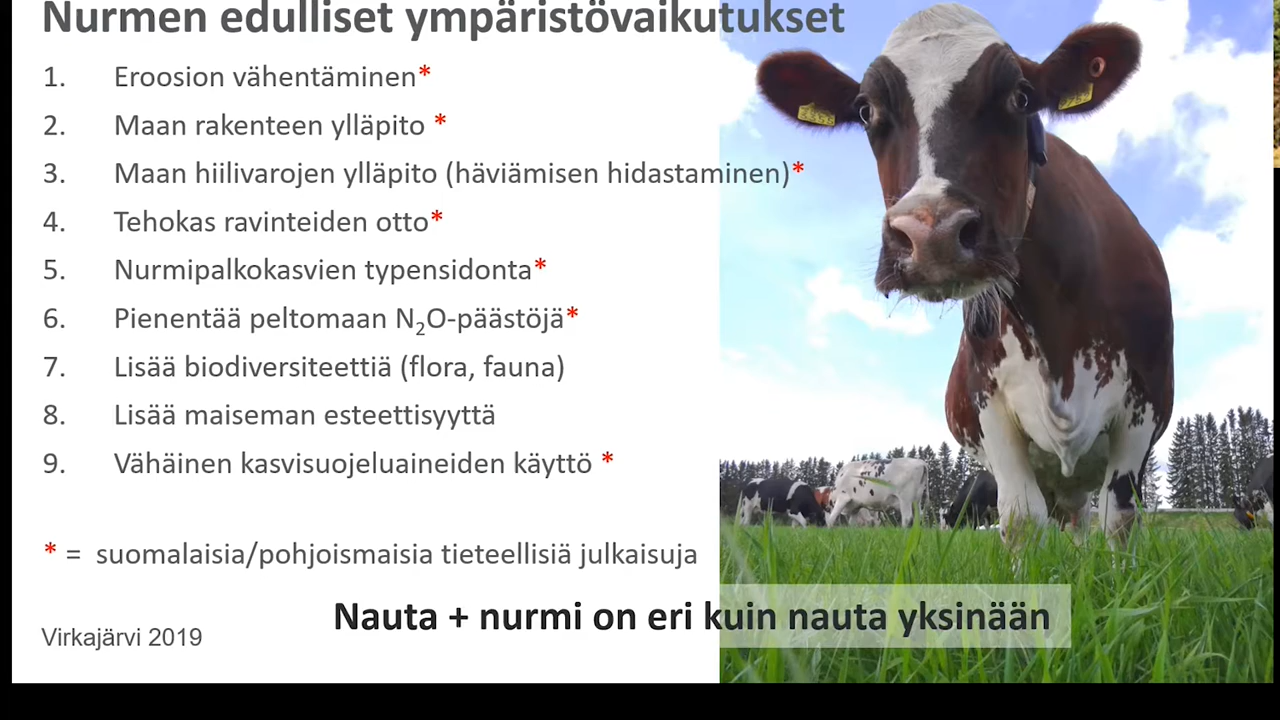 Nurmen edulliset ympäristövaikutukset
1. Eroosion vähentäminen*
2. Maan rakenteen ylläpito *
3. Maan hiilivarojen ylläpito (häviämisen hidastaminen)*
4. Tehokas ravinteiden otto*
5. Nurmipalkokasvien typensidonta*
6. Pienentää peltomaan N₂O-päästöjä*
7. Lisää biodiversiteettiä (flora, fauna)
8. Lisää maiseman esteettisyyttä
9. Vähäinen kasvisuojeluaineiden käyttö *
* = suomalaisia/pohjoismaisia tieteellisiä julkaisuja
Nauta + nurmi on eri kuin nauta yksinään
Virkajärvi 2019